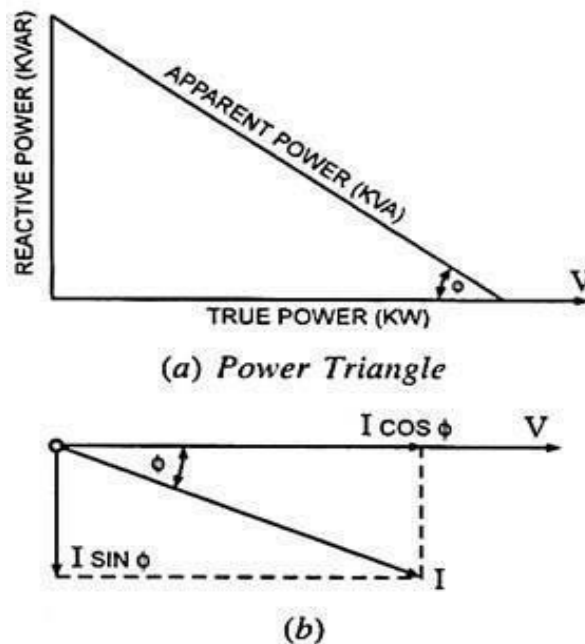 REACTIVE POWER (KVAR)
APPARENT POWER (KVA)
ϕ
V
TRUE POWER (KW)
(a) Power Triangle
I COS ϕ
V
ϕ
I SIN ϕ
I
(b)